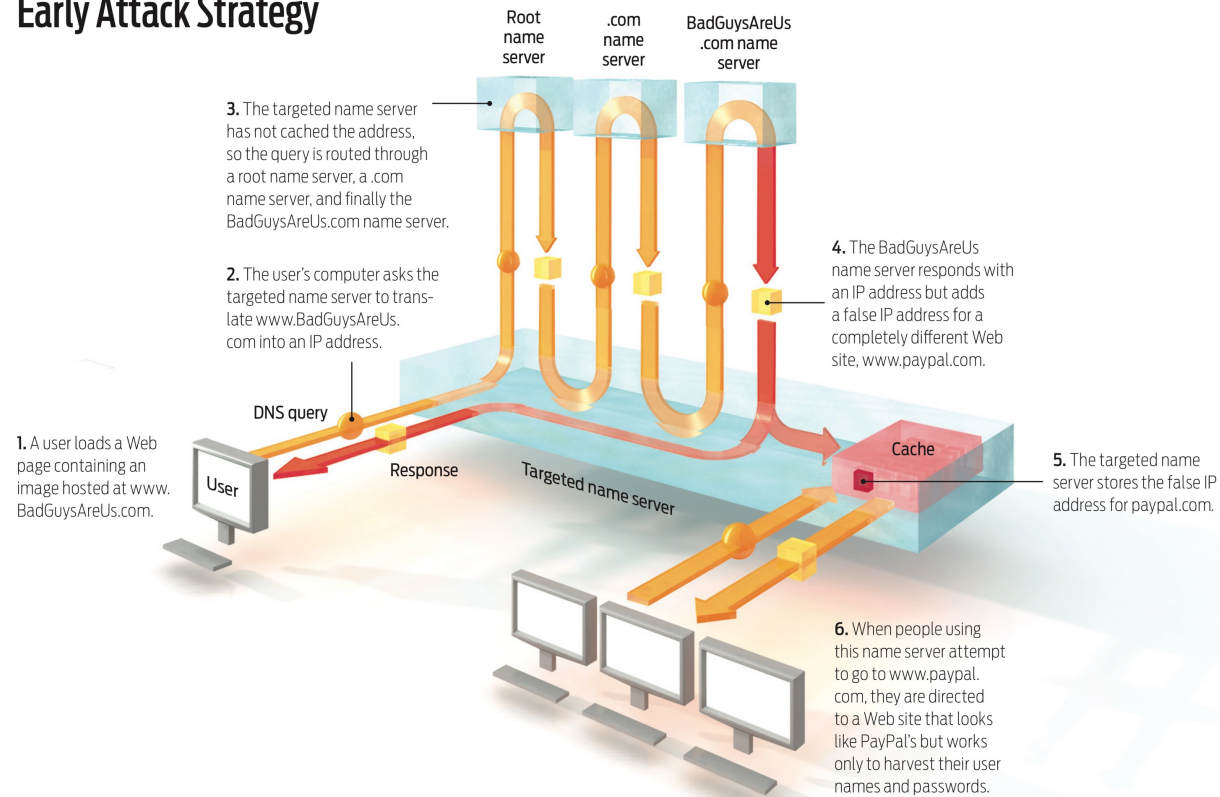 Early Attack Strategy
Root
name
server
.com
name
server
BadGuysAreUs
.com name
server
3. The targeted name server
has not cached the address,
so the query is routed through
a root name server, a .com
name server, and finally the
BadGuysAreUs.com name server.
2. The user's computer asks the
targeted name server to trans-
late www.BadGuysAreUs.
com into an IP address.
4. The BadGuysAreUs
name server responds with
an IP address but adds
a false IP address for a
completely different Web
site, www.paypal.com.
DNS query
1. A user loads a Web
page containing an
image hosted at www.
BadGuysAreUs.com.
User
Response
Targeted name server
Cache
5. The targeted name
server stores the false IP
address for paypal.com.
6. When people using
this name server attempt
to go to www.paypal.
com, they are directed
to a Web site that looks
like PayPal's but works
only to harvest their user
names and passwords.